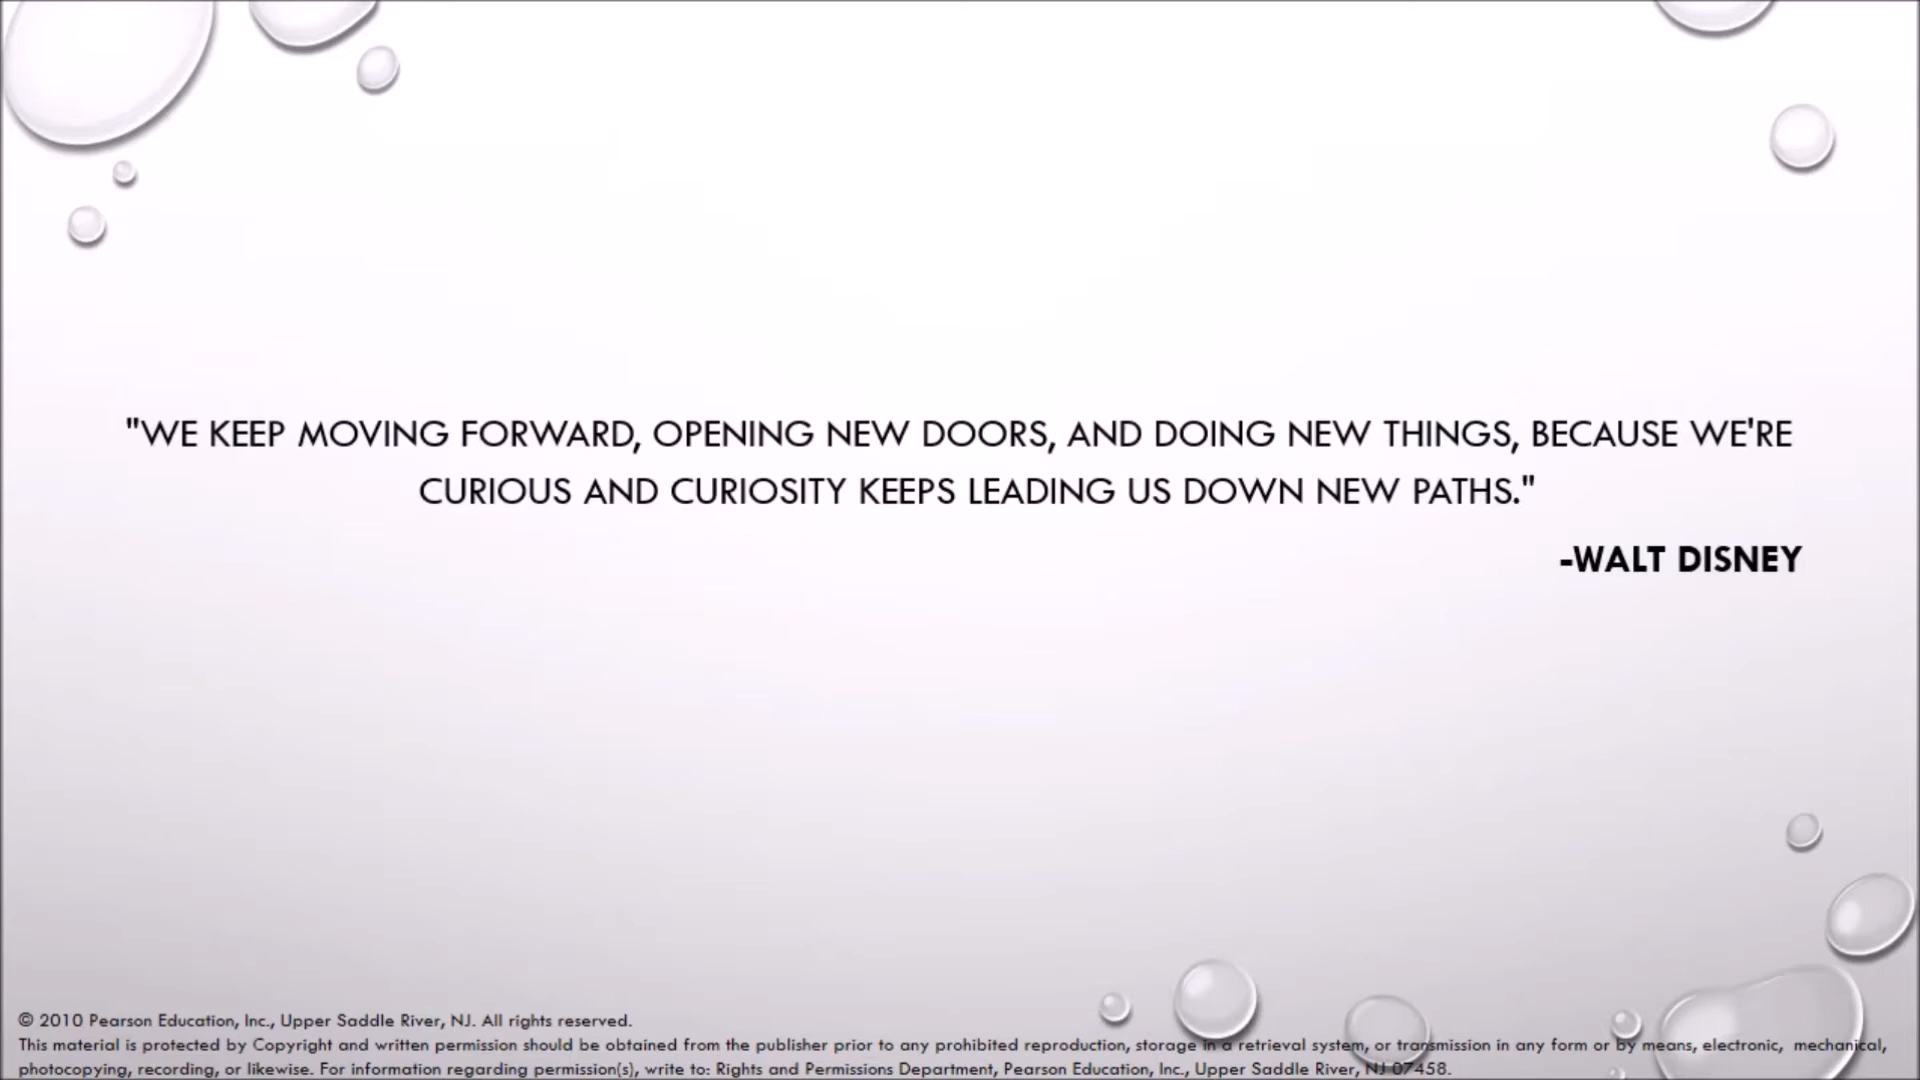 "WE KEEP MOVING FORWARD, OPENING NEW DOORS, AND DOING NEW THINGS, BECAUSE WE'RE
CURIOUS AND CURIOSITY KEEPS LEADING US DOWN NEW PATHS."
-WALT DISNEY
© 2010 Pearson Education, Inc., Upper Saddle River, NJ. All rights reserved.
This material is protected by Copyright and written permission should be obtained from the publisher prior to any prohibited reproduction, storage in a retrieval system, or transmission in any form or by means, electronic, mechanical,
photocopying, recording, or likewise. For information regarding permission(s), write to: Rights and Permissions Department, Pearson Education, Inc., Upper Saddle River, NJ 07458.